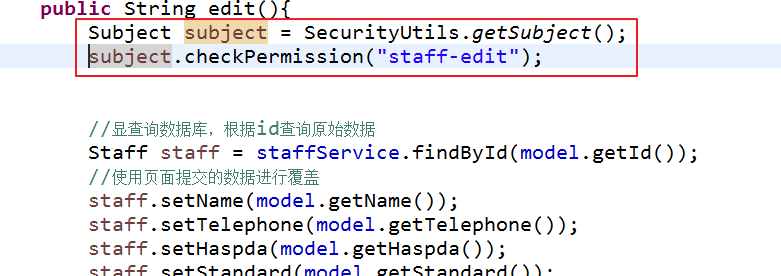 public String edit(){
Subject subject = SecurityUtils.getSubject();
subject.checkPermission("staff-edit");
//显查询数据库，根据id查询原始数据
Staff staff = staffService.findById(model.getId());
//使用页面提交的数据进行覆盖
staff.setName(model.getName());
staff.setTelephone(model.getTelephone());
staff.setHaspda(model.getHaspda());
staff.setStandard(model.getStandard());